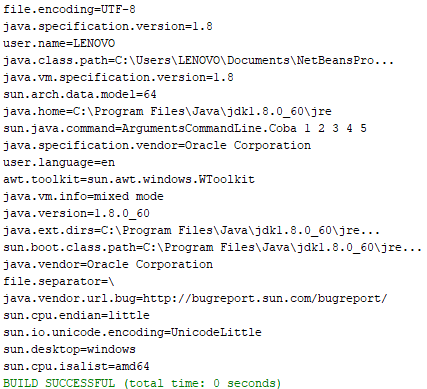 file.encoding=UTF-8
java.specification.version=1.8
user.name=LENOVO
java.class.path=C:\Users\LENOVO\Documents\NetBeansPro...
java.vm.specification.version=1.8
sun.arch.data.model=64
java.home=C:\Program Files\Java\jdk1.8.0_60\jre
sun.java.command=ArgumentsCommandLine.Coba 1 2 3 4 5
java.specification.vendor=Oracle Corporation
user.language=en
awt.toolkit=sun.awt.windows.WToolkit
java.vm.info=mixed mode
java.version=1.8.0_60
java.ext.dirs=C:\Program Files\Java\jdk1.8.0_60\jre...
sun.boot.class.path=C:\Program Files\Java\jdk1.8.0_60\jre...
java.vendor=Oracle Corporation
file.separator=\
java.vendor.url.bug=http://bugreport.sun.com/bugreport/
sun.cpu.endian=little
sun.io.unicode.encoding=UnicodeLittle
sun.desktop=windows
sun.cpu.isalist=amd64
BUILD SUCCESSFUL (total time: 0 seconds)